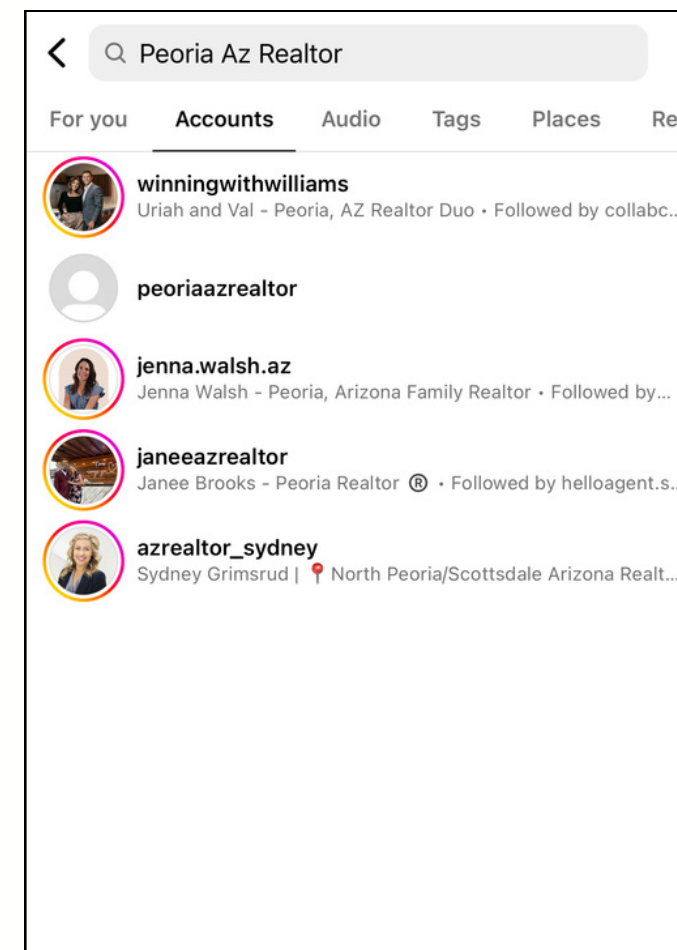 Peoria Az Realtor
For you Accounts Audio Tags Places Re
winningwithwilliams
Uriah and Val - Peoria, AZ Realtor Duo • Followed by collabc...
peoriaazrealtor
jenna.walsh.az
Jenna Walsh - Peoria, Arizona Family Realtor • Followed by...
janeeazrealtor
Janee Brooks - Peoria Realtor ® • Followed by helloagent.s...
azrealtor_sydney
Sydney Grimsrud | 📍 North Peoria/Scottsdale Arizona Realt...